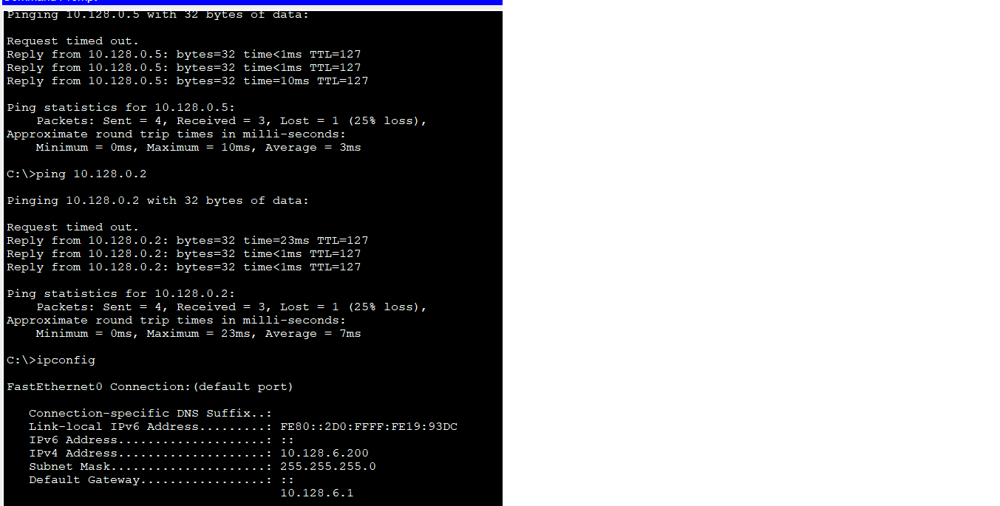 Pinging 10.128.0.5 with 32 bytes of data:
Request timed out.
Reply from 10.128.0.5: bytes=32 time<1ms TTL=127
Reply from 10.128.0.5: bytes=32 time<1ms TTL=127
Reply from 10.128.0.5: bytes=32 time=10ms TTL=127
Ping statistics for 10.128.0.5:
Packets: Sent = 4, Received = 3, Lost = 1 (25% loss),
Approximate round trip times in milli-seconds:
Minimum = 0ms, Maximum = 10ms, Average = 3ms
C:\>ping 10.128.0.2
Pinging 10.128.0.2 with 32 bytes of data:
Request timed out.
Reply from 10.128.0.2: bytes=32 time=23ms TTL=127
Reply from 10.128.0.2: bytes=32 time<1ms TTL=127
Reply from 10.128.0.2: bytes=32 time<1ms TTL=127
Ping statistics for 10.128.0.2:
Packets: Sent = 4, Received = 3, Lost = 1 (25% loss),
Approximate round trip times in milli-seconds:
Minimum = 0ms, Maximum = 23ms, Average = 7ms
C:\>ipconfig
FastEthernet0 Connection:(default port)
Connection-specific DNS Suffix..:
Link-local IPv6 Address.........: FE80::2D0:FFFF:FE19:93DC
IPv6 Address....................: ::
IPv4 Address....................: 10.128.6.200
Subnet Mask.....................: 255.255.255.0
Default Gateway.................: ::
10.128.6.1